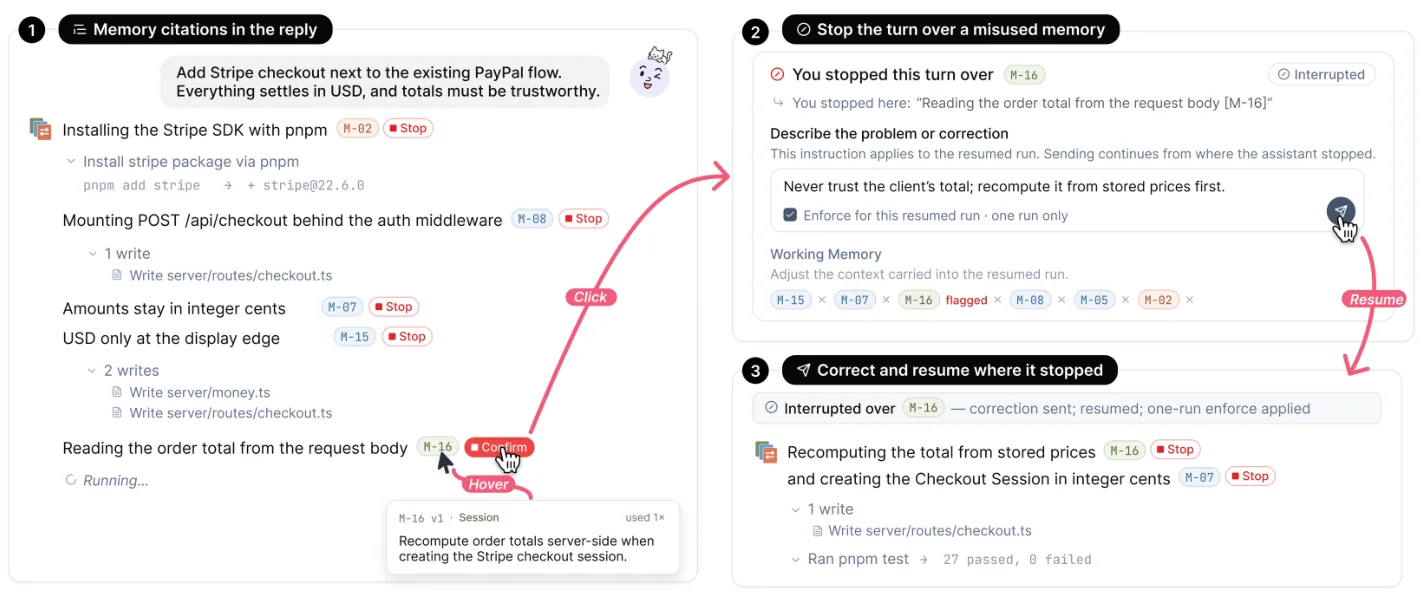 1 Memory citations in the reply
Add Stripe checkout next to the existing PayPal flow.
Everything settles in USD, and totals must be trustworthy.
Installing the Stripe SDK with pnpm M-02 Stop
Install stripe package via pnpm
pnpm add stripe → + stripe@22.6.0
Mounting POST /api/checkout behind the auth middleware M-08 Stop
1 write
Write server/routes/checkout.ts
Amounts stay in integer cents M-07 Stop
USD only at the display edge M-15 Stop
2 writes
Write server/money.ts
Write server/routes/checkout.ts
Reading the order total from the request body M-16 Confirm
Running...
Hover
M-16 v1 · Session used 1×
Recompute order totals server-side when
creating the Stripe checkout session.
Click
2 Stop the turn over a misused memory
You stopped this turn over M-16 Interrupted
You stopped here: “Reading the order total from the request body [M-16]”
Describe the problem or correction
This instruction applies to the resumed run. Sending continues from where the assistant stopped.
Never trust the client’s total; recompute it from stored prices first.
Enforce for this resumed run · one run only
Working Memory
Adjust the context carried into the resumed run.
M-15 × M-07 × M-16 flagged × M-08 × M-05 × M-02 ×
Resume
3 Correct and resume where it stopped
Interrupted over M-16 — correction sent; resumed; one-run enforce applied
Recomputing the total from stored prices M-16 Stop
and creating the Checkout Session in integer cents M-07 Stop
1 write
Write server/routes/checkout.ts
Ran pnpm test → 27 passed, 0 failed